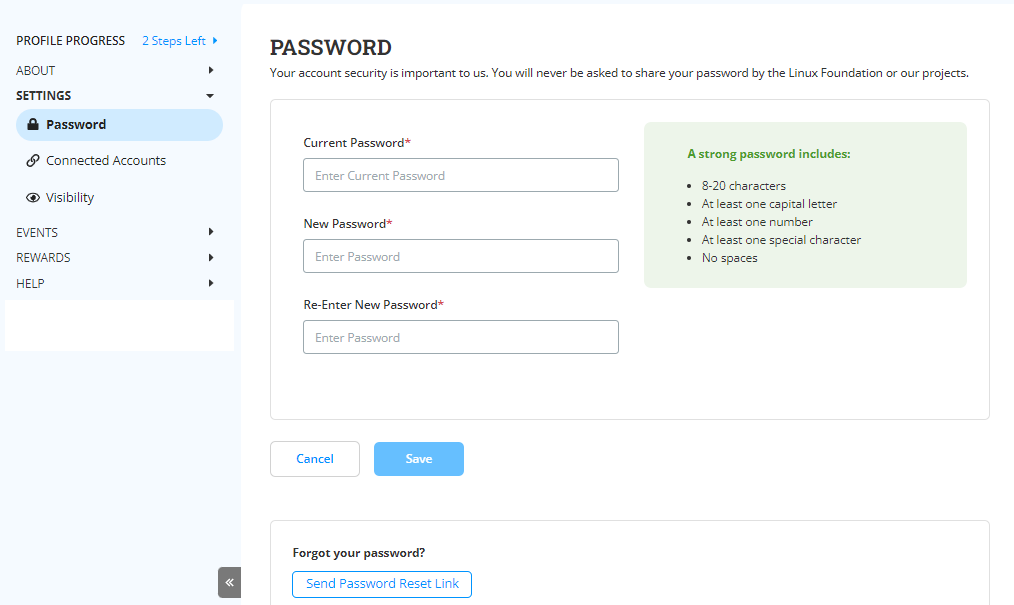 PROFILE PROGRESS 2 Steps Left
ABOUT
SETTINGS
Password
Connected Accounts
Visibility
EVENTS
REWARDS
HELP
«
PASSWORD
Your account security is important to us. You will never be asked to share your password by the Linux Foundation or our projects.
Current Password*
Enter Current Password
New Password*
Enter Password
Re-Enter New Password*
Enter Password
A strong password includes:
• 8-20 characters
• At least one capital letter
• At least one number
• At least one special character
• No spaces
Cancel Save
Forgot your password?
Send Password Reset Link